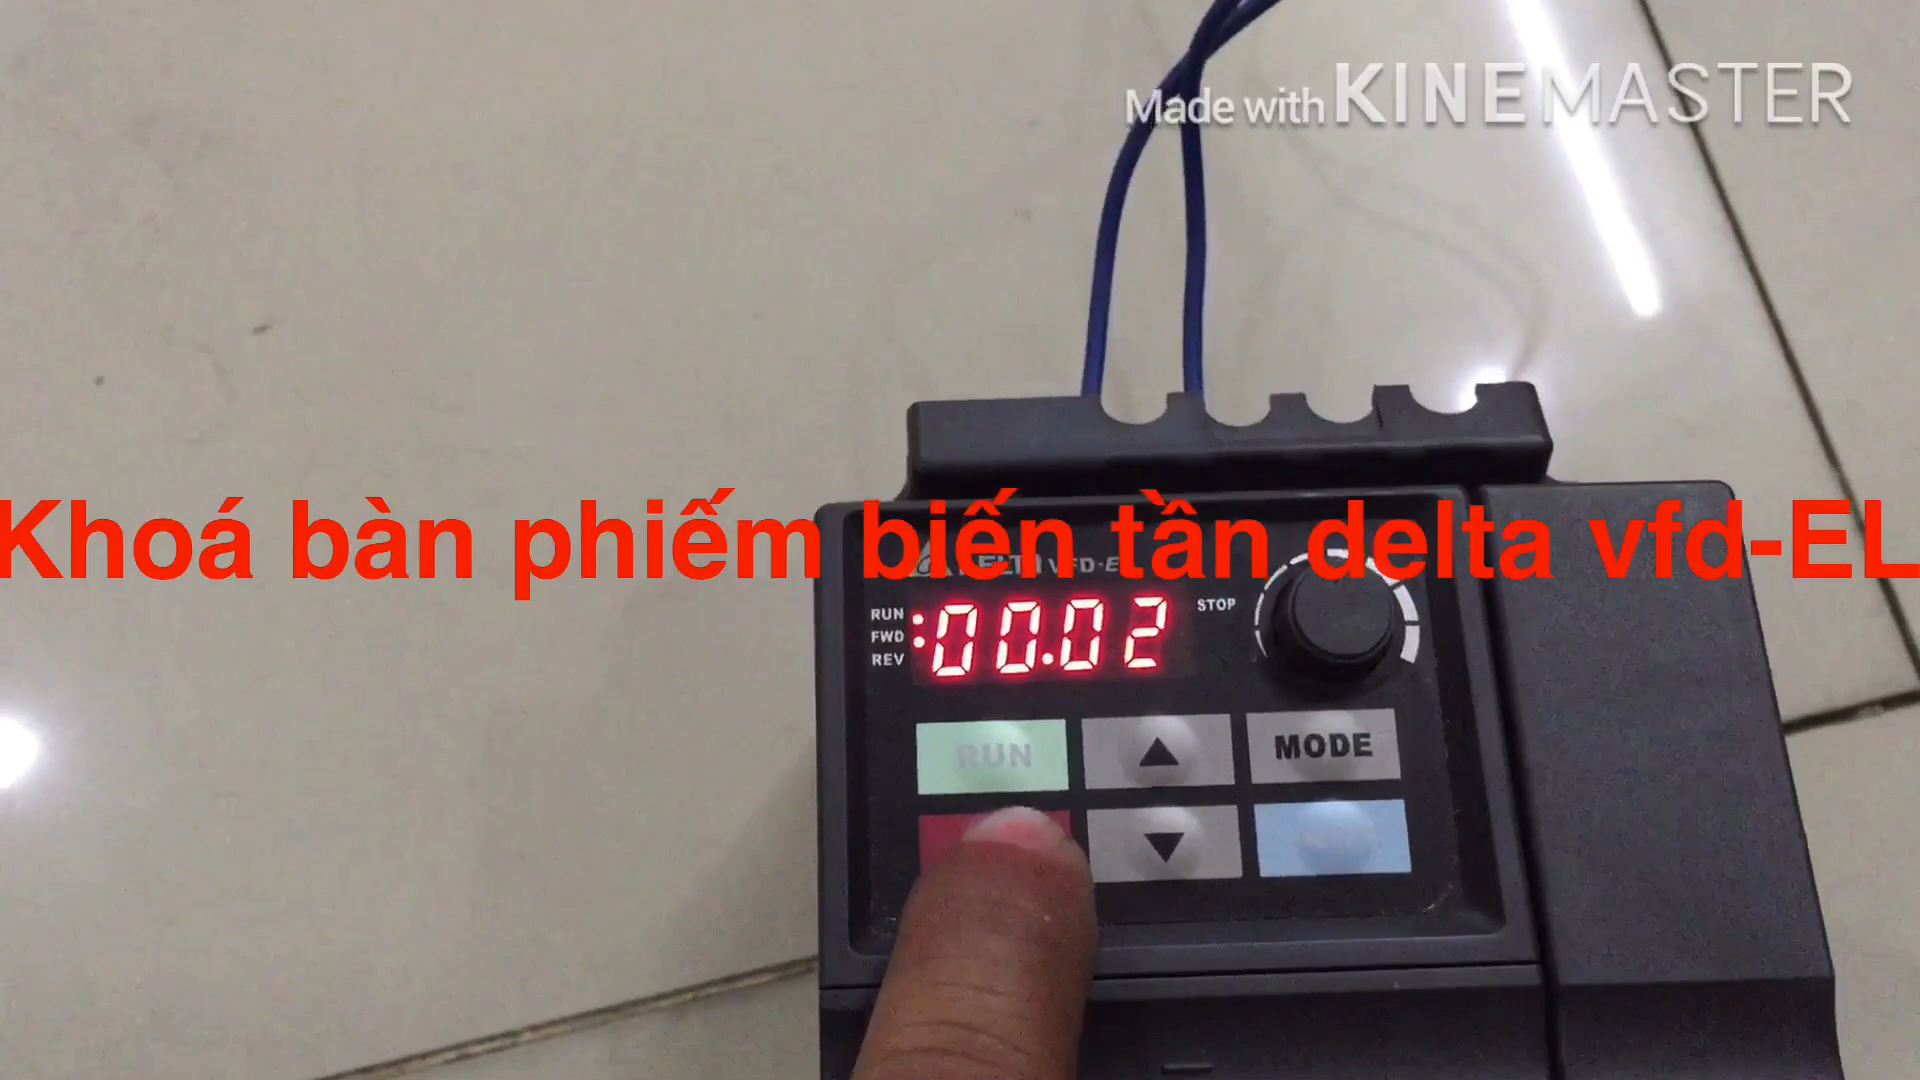 Made with KINEMASTER
Khoá bàn phiếm biến tần delta vfd-EL
RUN
FWD
REV
:00.02
STOP
RUN
▲
MODE
▼